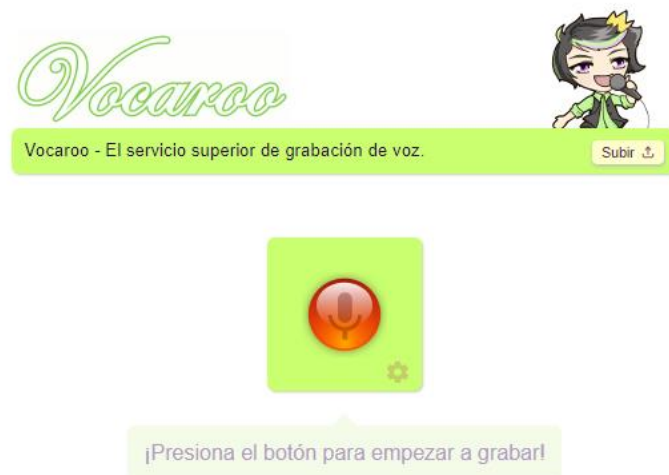 Vocaroo
Vocaroo - El servicio superior de grabación de voz.
Subir
¡Presiona el botón para empezar a grabar!